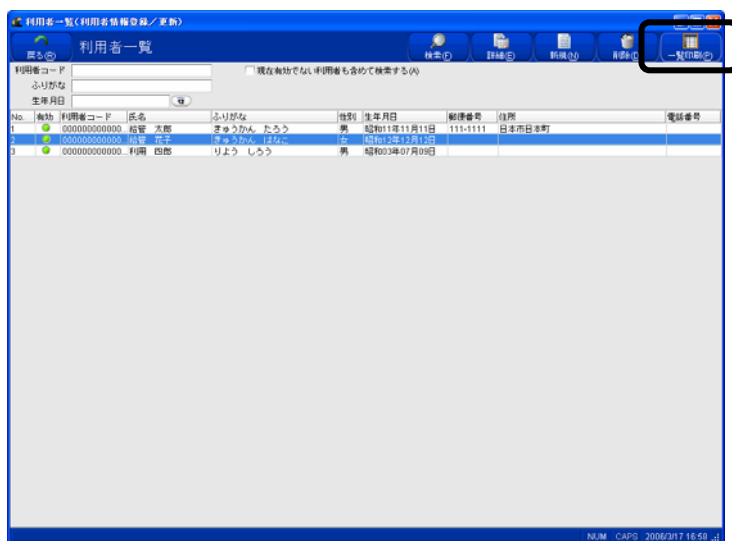 利用者一覧(利用者情報登録／更新)
戻る(R) 利用者一覧 検索(F) 詳細(E) 新規(N) 削除(D 一覧印刷(P)
利用者コード 現在有効でない利用者も含めて検索する(A)
ふりがな
生年月日
No. 有効 利用者コード 氏名 ふりがな 性別 生年月日 郵便番号 住所 電話番号
1 000000000000... 給管 太郎 きゅうかん たろう 男 昭和11年11月11日 111-1111 日本市日本町
2 000000000000... 給管 花子 きゅうかん はなこ 女 昭和12年12月12日
3 000000000000... 利用 四郎 りよう しろう 男 昭和03年07月09日
NUM CAPS 2006/3/17 16:59